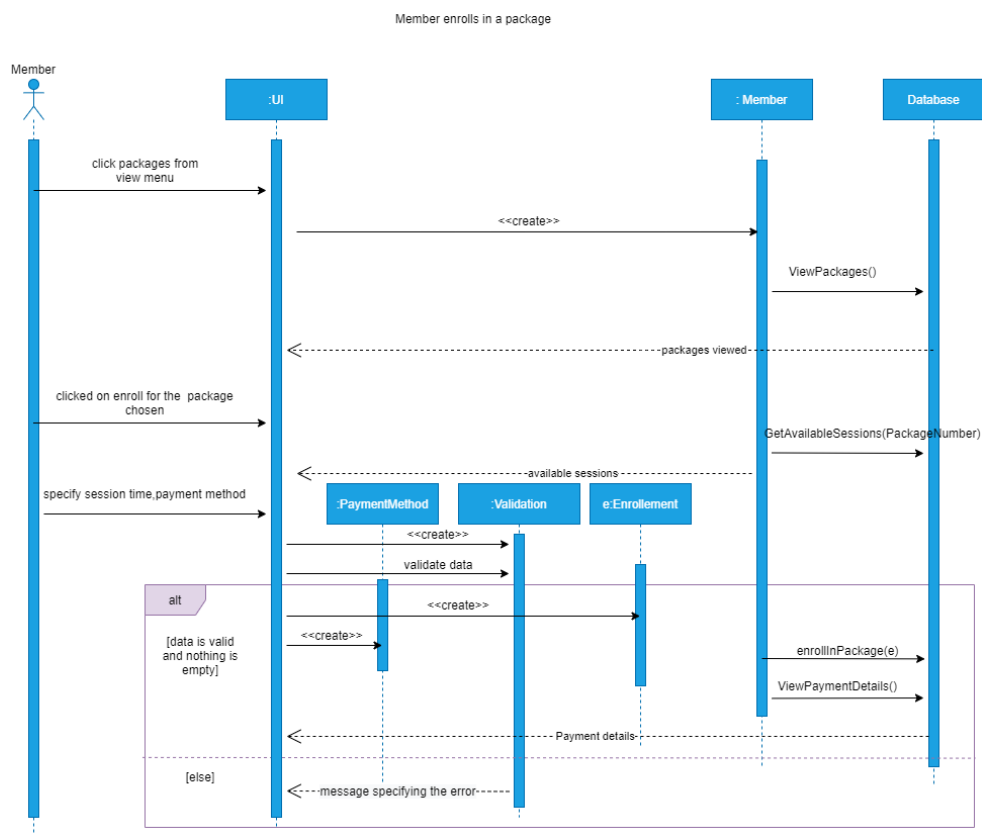 Member enrolls in a package
Member
:UI
: Member
Database
click packages from
view menu
<<create>>
ViewPackages()
packages viewed
clicked on enroll for the package
chosen
GetAvailableSessions(PackageNumber)
available sessions
specify session time,payment method
:PaymentMethod
:Validation
e:Enrollement
<<create>>
validate data
alt
<<create>>
[data is valid
and nothing is
empty]
<<create>>
enrollInPackage(e)
ViewPaymentDetails()
Payment details
[else]
message specifying the error